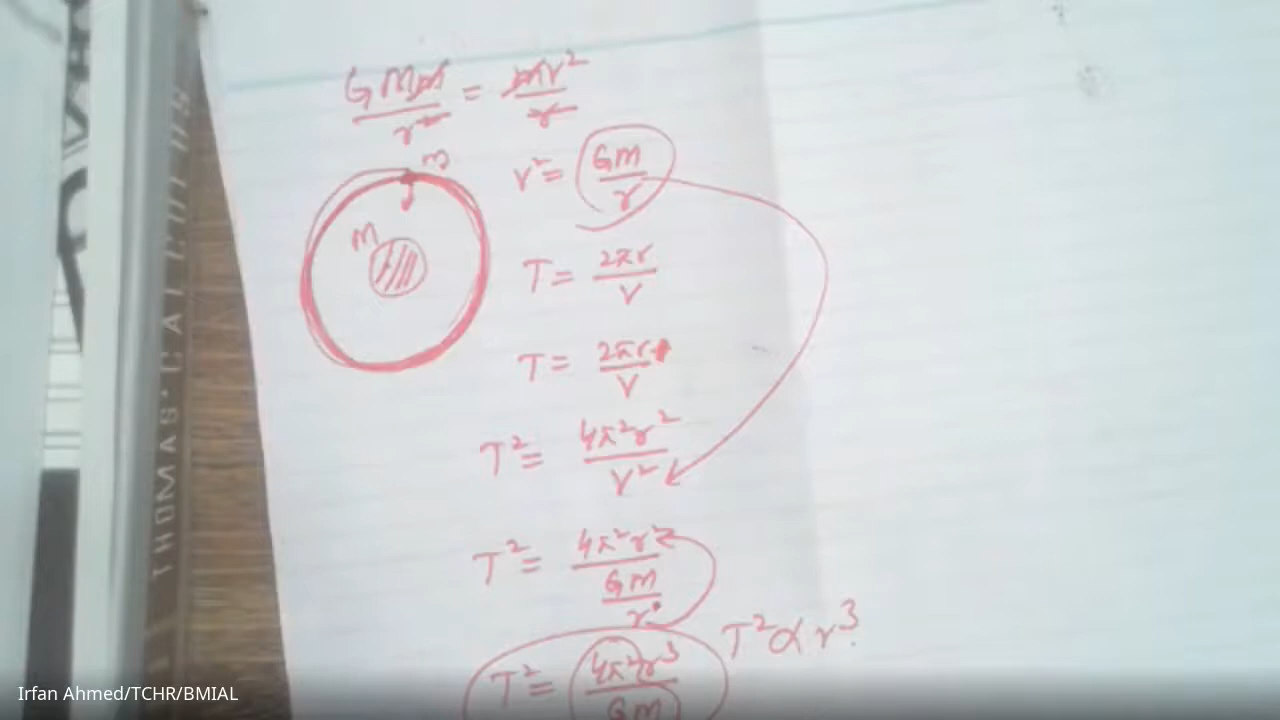 GMm/r² = mv²/r
m
v² = GM/r
M
T = 2πr/V
T = 2πr/V
T² = 4π²r²/V²
T² = 4π²r²/(GM/r)
T² ∝ r³
T² = 4π²r³/GM
THOMAS' CALCULUS
Irfan Ahmed/TCHR/BMIAL